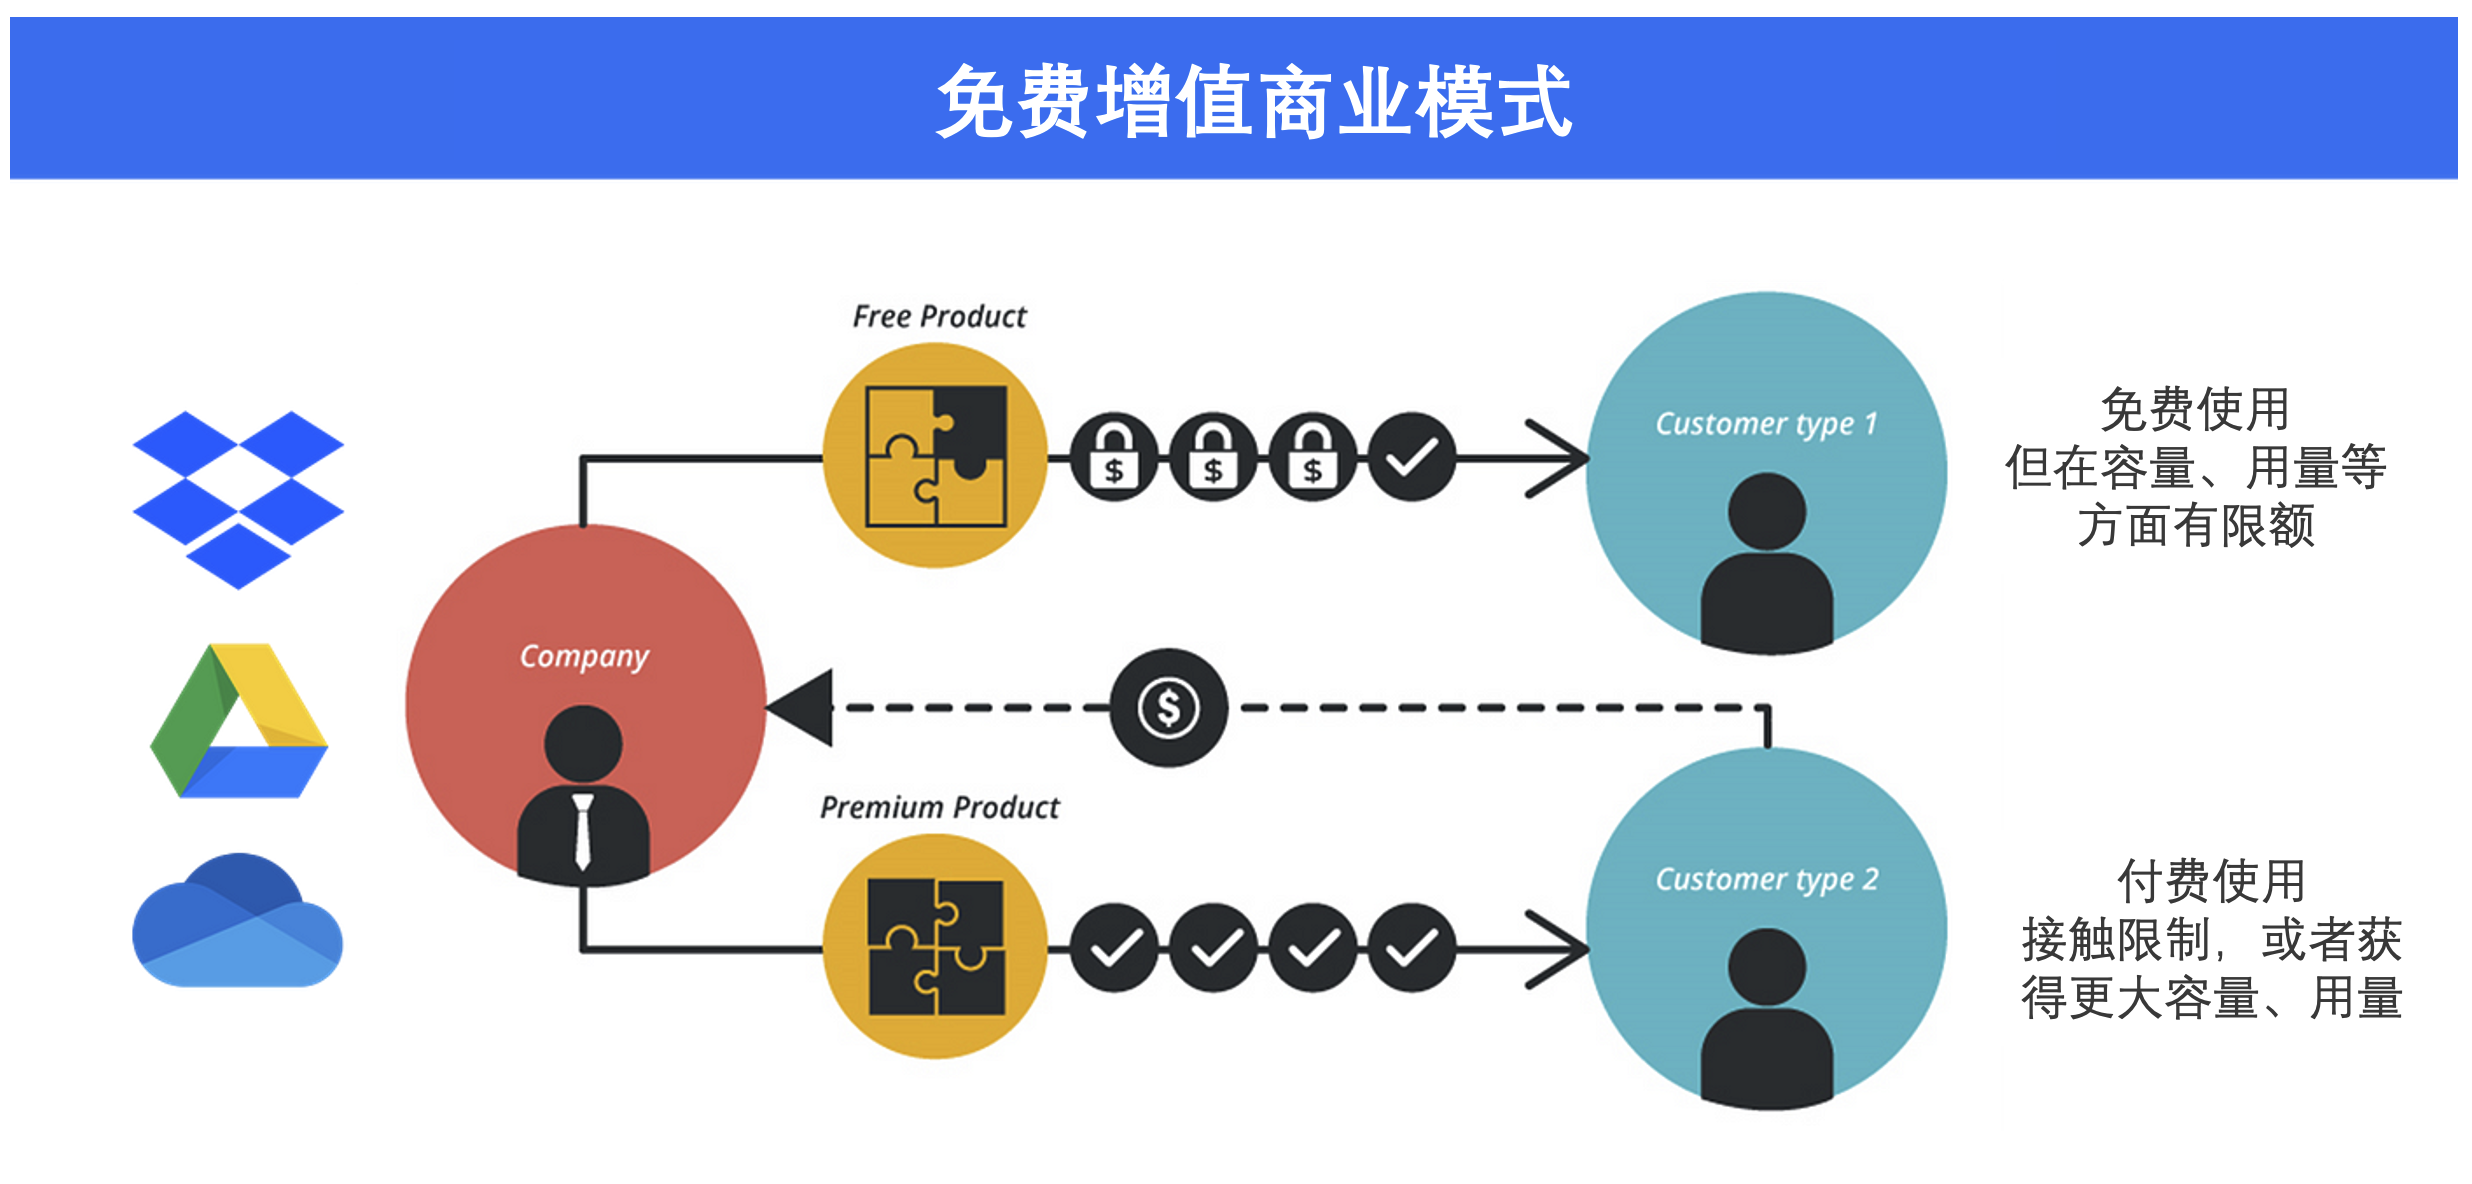 免费增值商业模式
Free Product
Customer type 1
免费使用
但在容量、用量等
方面有限额
$ $ $
Company
$
Premium Product
Customer type 2
付费使用
接触限制，或者获
得更大容量、用量